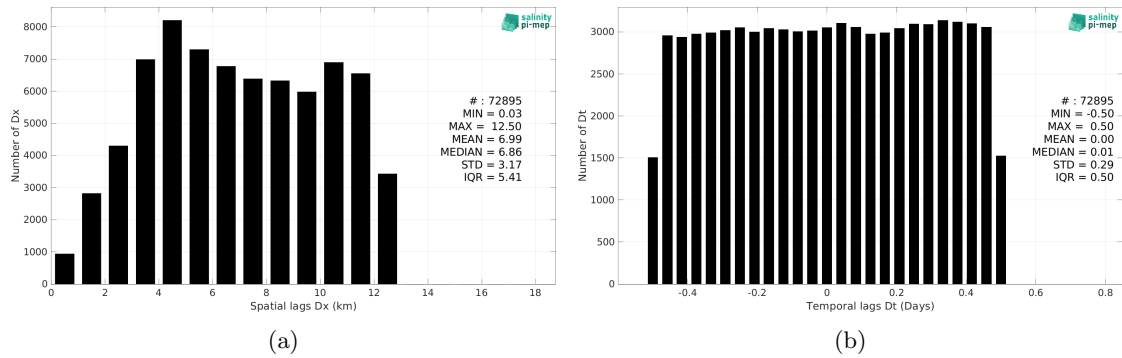 8000
7000
6000
5000
4000
3000
2000
1000
0
Number of Dx
0 2 4 6 8 10 12 14 16 18
Spatial lags Dx (km)
salinity
pi-mep
# : 72895
MIN = 0.03
MAX = 12.50
MEAN = 6.99
MEDIAN = 6.86
STD = 3.17
IQR = 5.41
(a)
3000
2500
2000
1500
1000
500
0
Number of Dt
-0.4 -0.2 0 0.2 0.4 0.6 0.8
Temporal lags Dt (Days)
salinity
pi-mep
# : 72895
MIN = -0.50
MAX = 0.50
MEAN = 0.00
MEDIAN = 0.01
STD = 0.29
IQR = 0.50
(b)